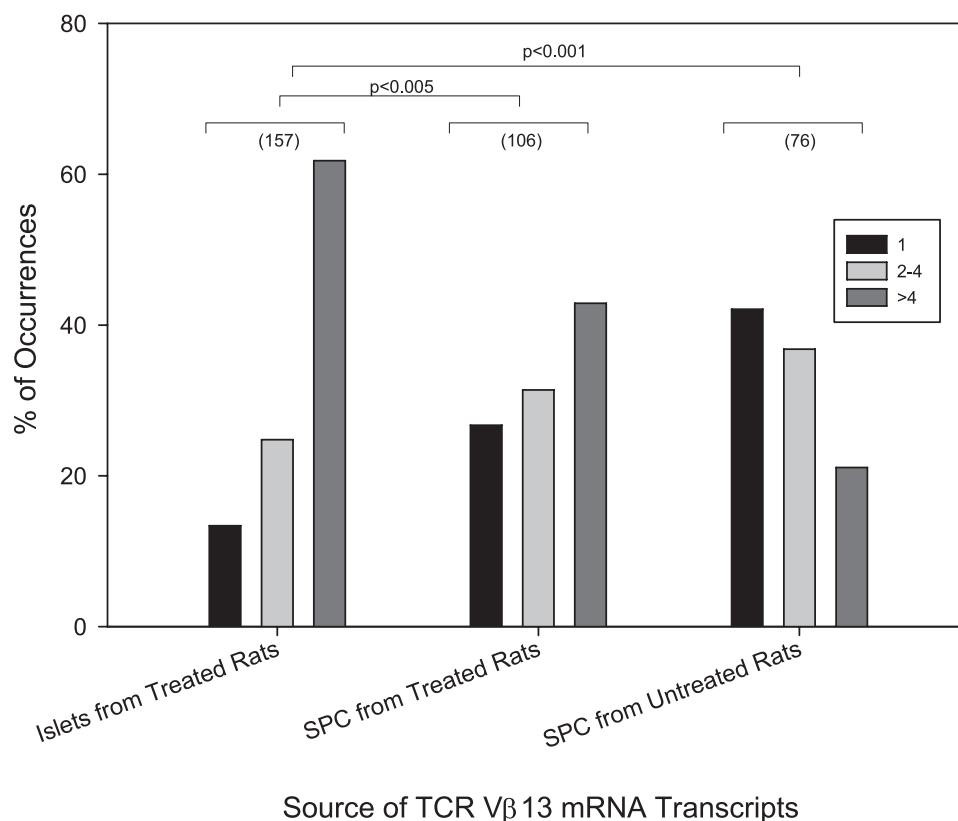 80
p<0.001
p<0.005
(157) (106) (76)
60
1
2-4
>4
40
20
0
% of Occurrences
Islets from Treated Rats
SPC from Treated Rats
SPC from Untreated Rats
Source of TCR Vβ13 mRNA Transcripts